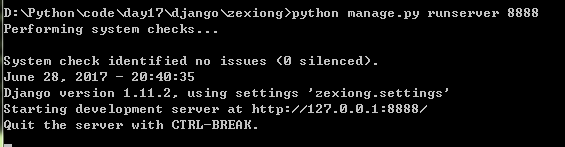 D:\Python\code\day17\django\zexiong>python manage.py runserver 8888
Performing system checks...
System check identified no issues (0 silenced).
June 28, 2017 - 20:40:35
Django version 1.11.2, using settings 'zexiong.settings'
Starting development server at http://127.0.0.1:8888/
Quit the server with CTRL-BREAK.